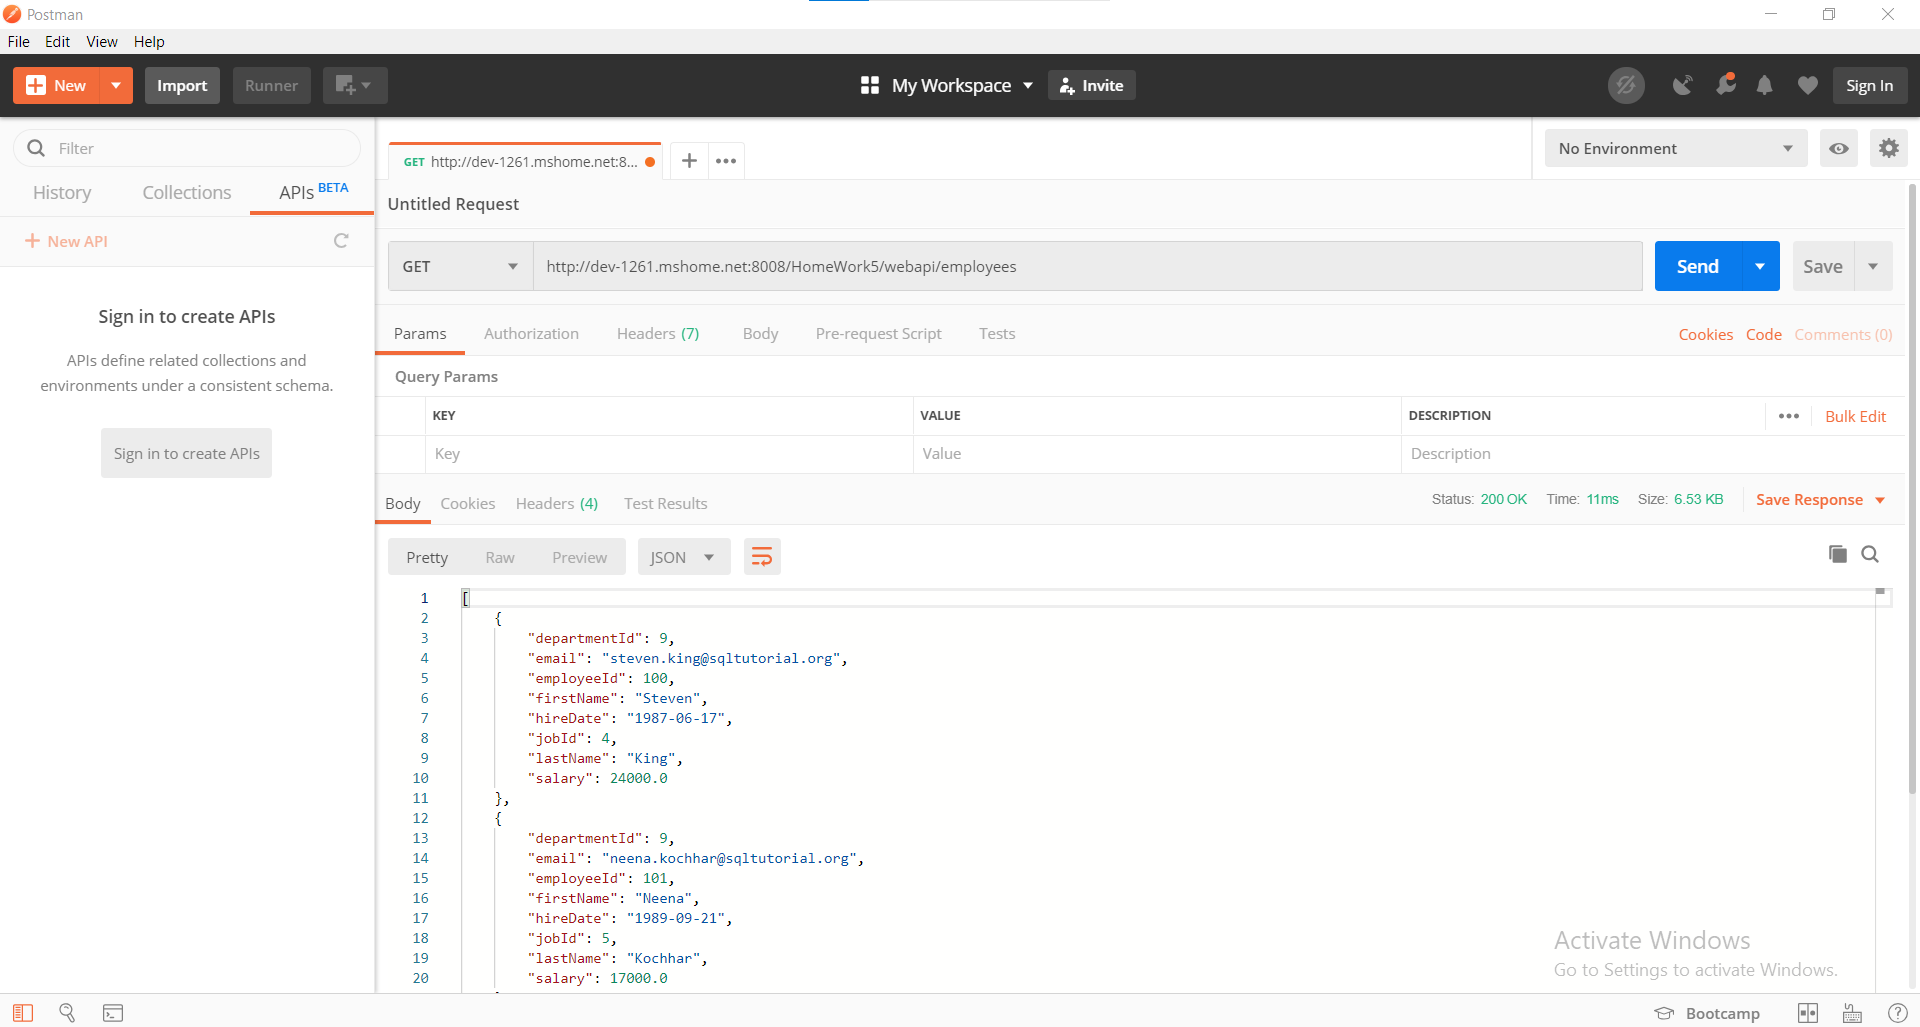 Postman
File Edit View Help
New Import Runner My Workspace Invite Sign In
Filter
History Collections APIs BETA
New API
Sign in to create APIs
APIs define related collections and
environments under a consistent schema.
Sign in to create APIs
GET http://dev-1261.mshome.net:8...
No Environment
Untitled Request
GET http://dev-1261.mshome.net:8008/HomeWork5/webapi/employees Send Save
Params Authorization Headers (7) Body Pre-request Script Tests Cookies Code Comments (0)
Query Params
KEY VALUE DESCRIPTION Bulk Edit
Key Value Description
Body Cookies Headers (4) Test Results Status: 200 OK Time: 11ms Size: 6.53 KB Save Response
Pretty Raw Preview JSON
1 [
2 {
3 "departmentId": 9,
4 "email": "steven.king@sqltutorial.org",
5 "employeeId": 100,
6 "firstName": "Steven",
7 "hireDate": "1987-06-17",
8 "jobId": 4,
9 "lastName": "King",
10 "salary": 24000.0
11 },
12 {
13 "departmentId": 9,
14 "email": "neena.kochhar@sqltutorial.org",
15 "employeeId": 101,
16 "firstName": "Neena",
17 "hireDate": "1989-09-21",
18 "jobId": 5,
19 "lastName": "Kochhar",
20 "salary": 17000.0
Activate Windows
Go to Settings to activate Windows.
Bootcamp